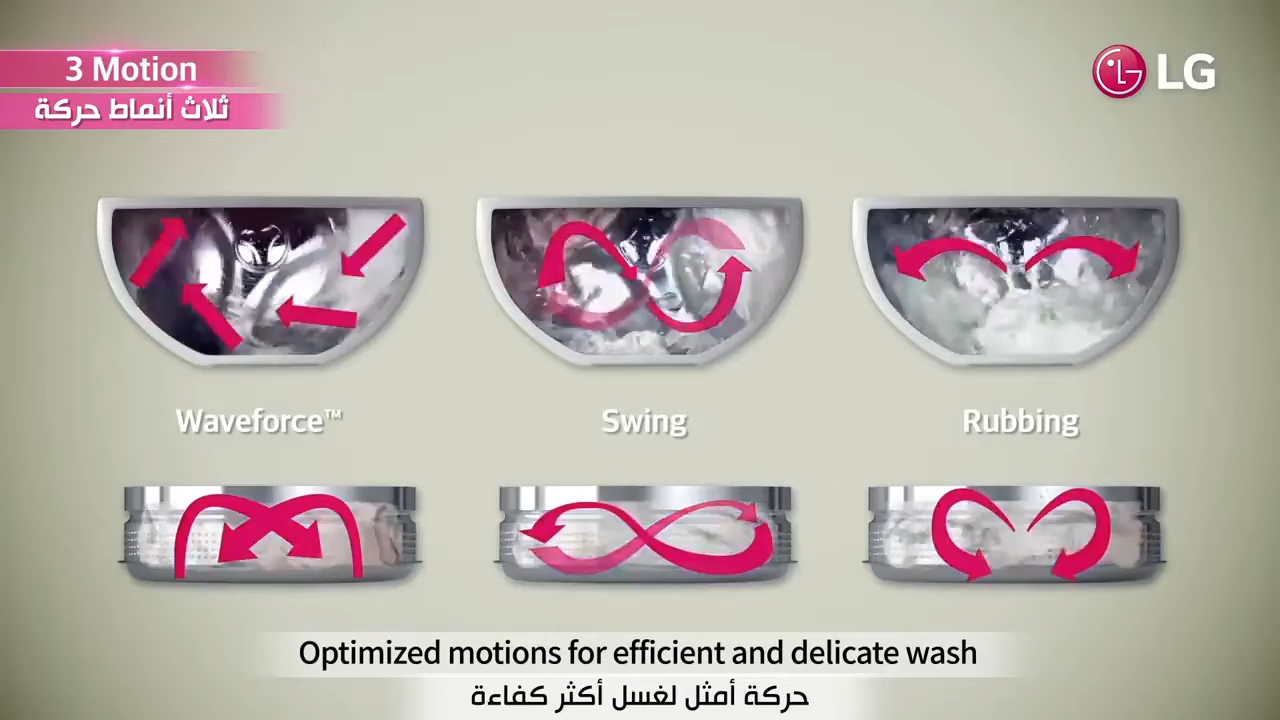 3 Motion
ثلاث أنماط حركة
LG
Waveforce™
Swing
Rubbing
Optimized motions for efficient and delicate wash
حركة أمثل لغسل أكثر كفاءة